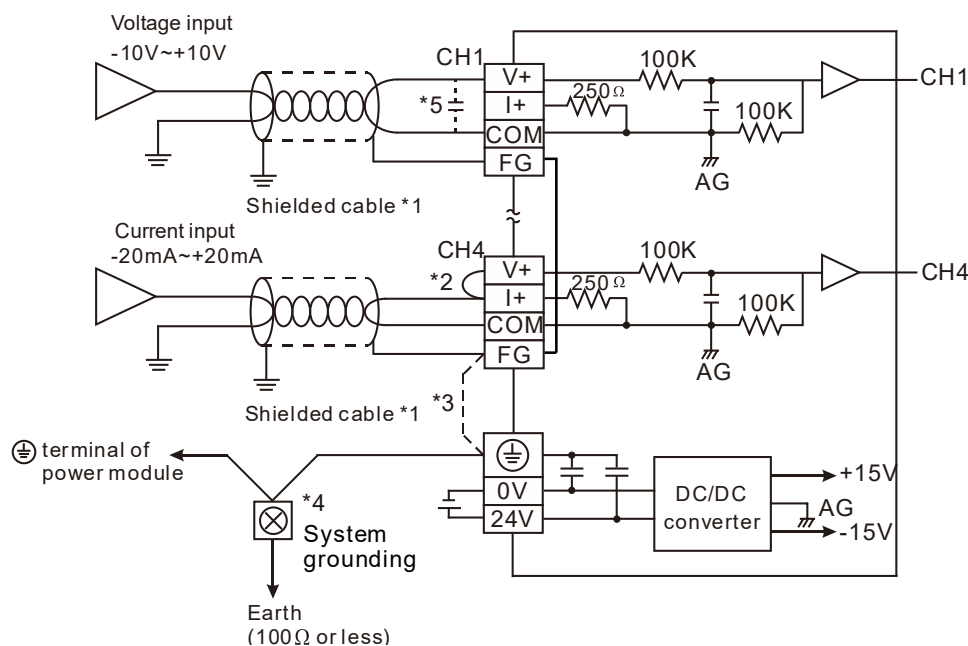 Voltage input
-10V~+10V
CH1
*5
V+
I+
COM
FG
100K
250Ω
100K
AG
CH1
Shielded cable *1
Current input
-20mA~+20mA
CH4
*2
V+
I+
COM
FG
100K
250Ω
100K
AG
CH4
Shielded cable *1
*3
terminal of
power module
*4
System
grounding
Earth
(100Ω or less)
0V
24V
DC/DC
converter
+15V
AG
-15V